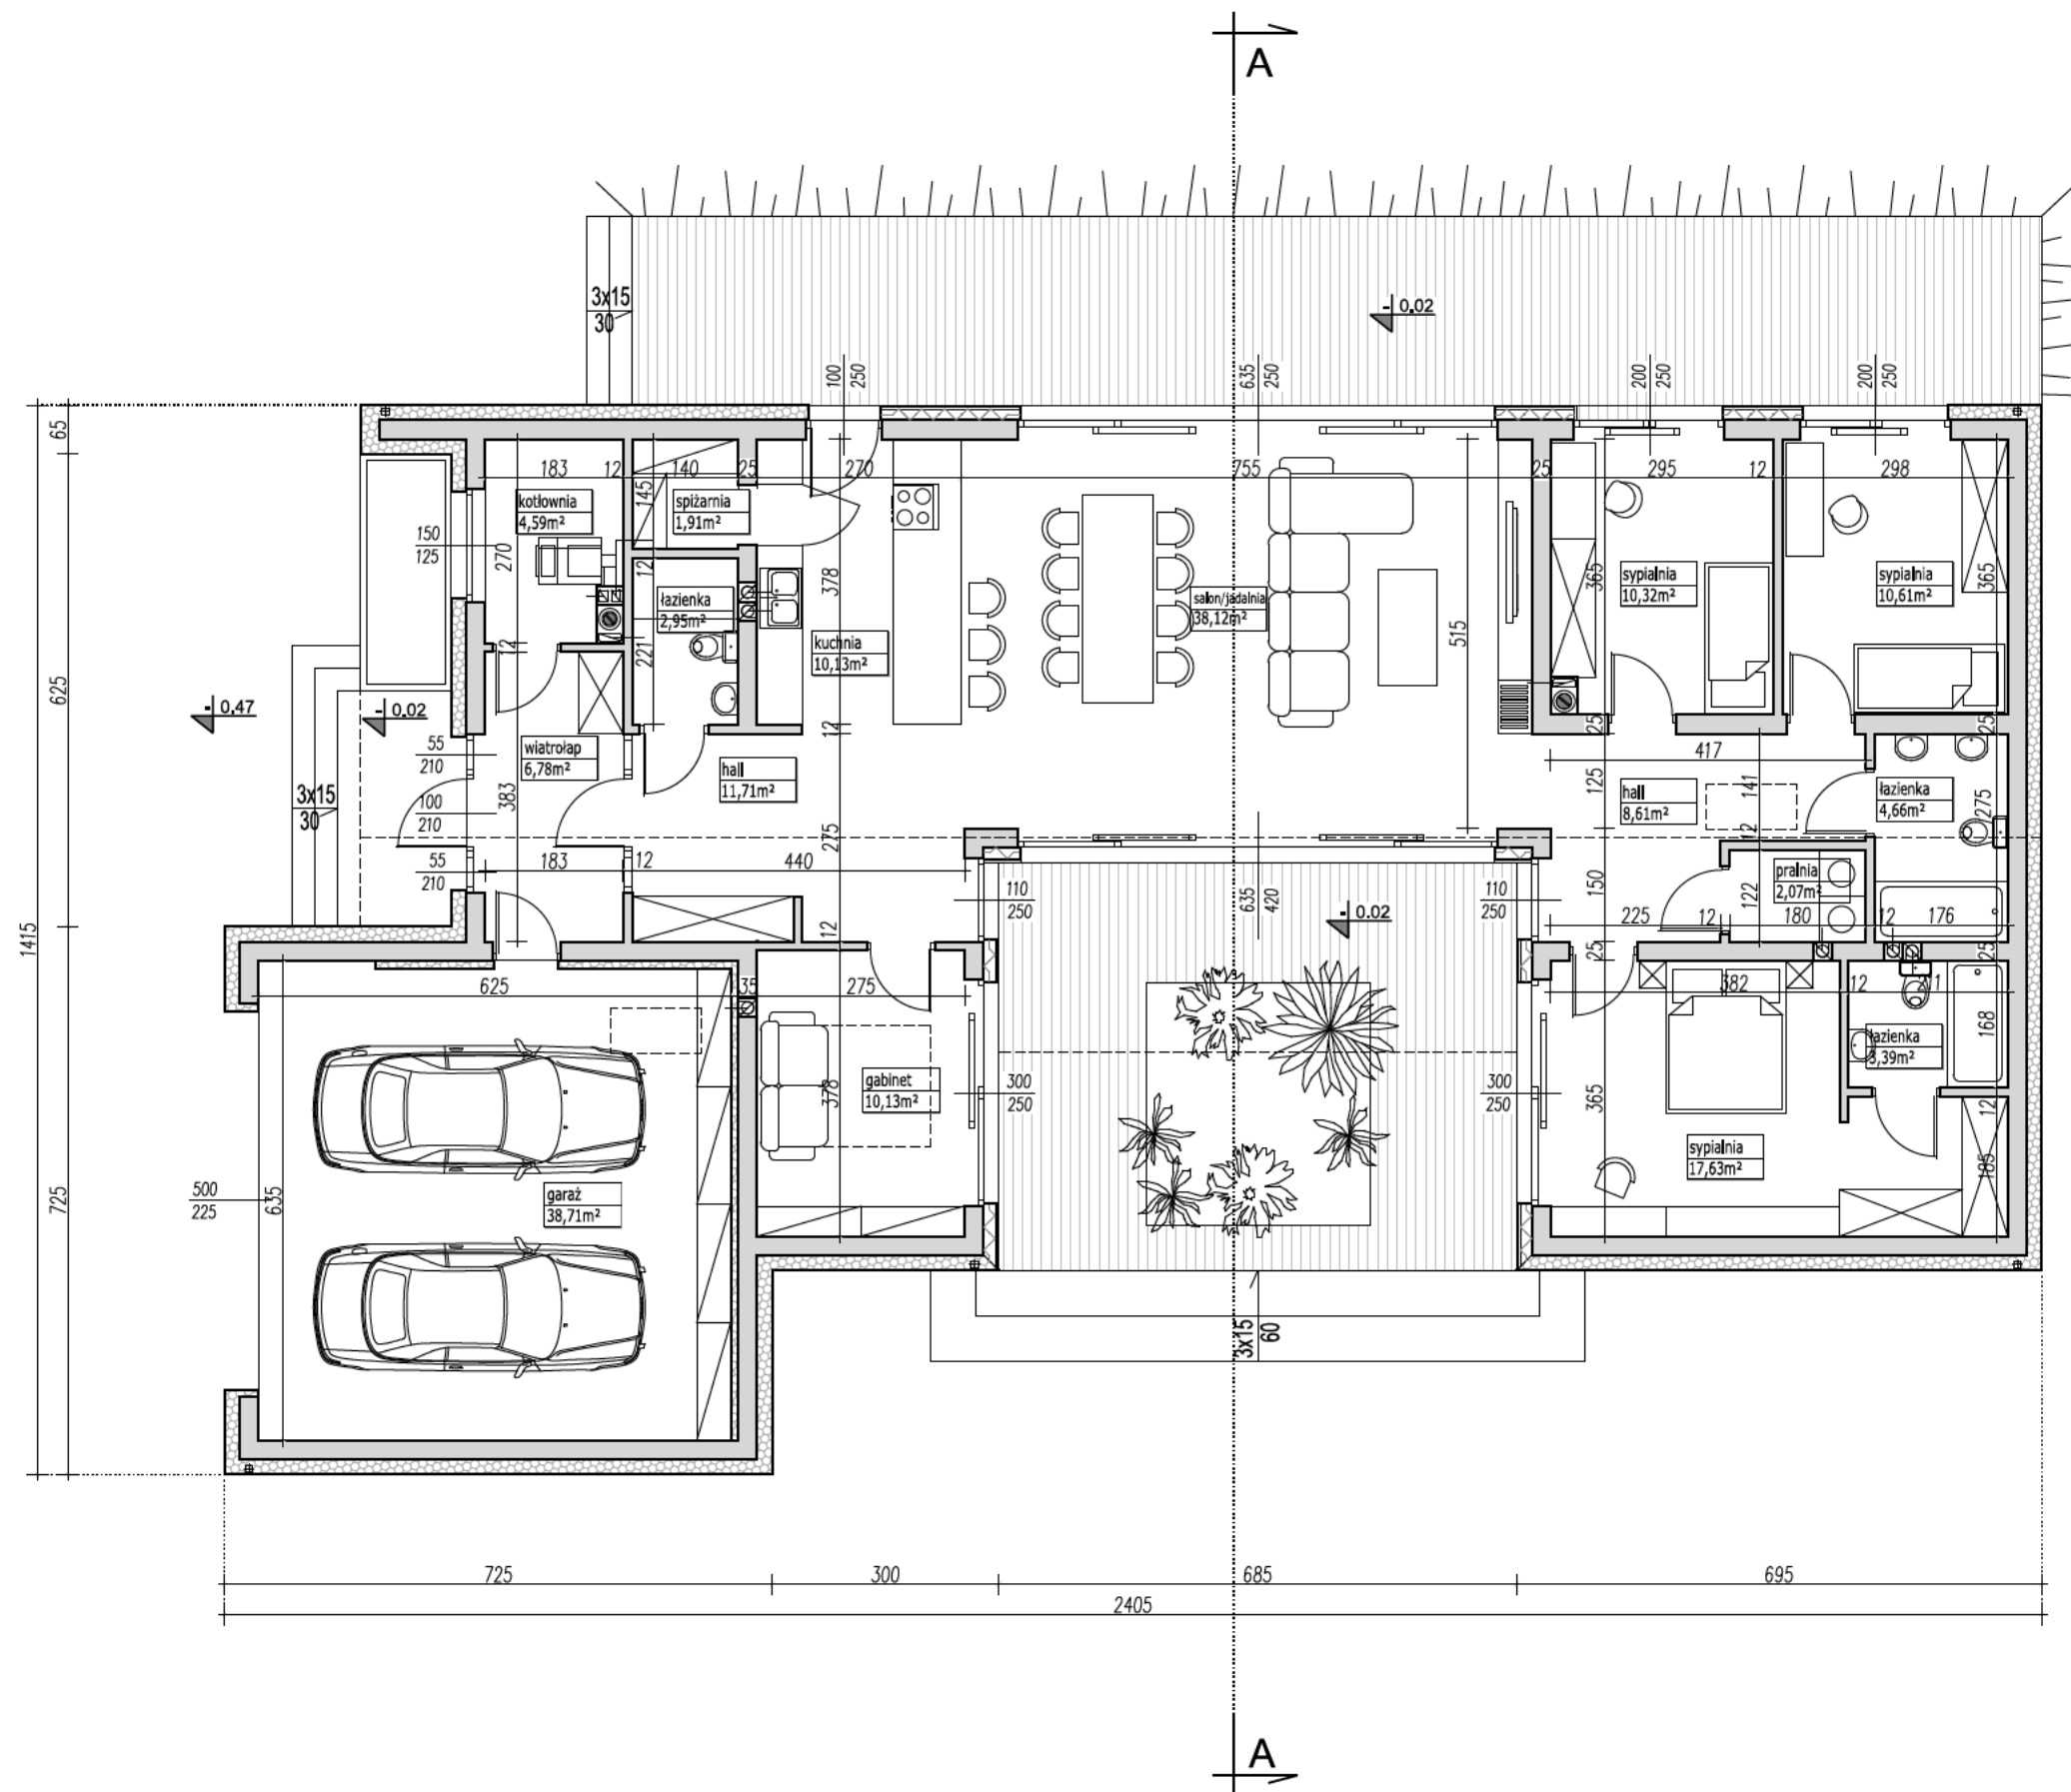 A
3x15
30
- 0.02
100
250
635
250
200
250
200
250
65
183
12
140
25
270
755
25
295
12
298
kotłownia
4,59m²
145
spiżarnia
1,91m²
150
125
270
12
378
365
sypialnia
10,32m²
sypialnia
10,61m²
365
łazienka
2,95m²
salon/jadalnia
38,12m²
kuchnia
10,13m²
515
221
12
625
- 0.47
- 0.02
12
25
25
55
210
wiatrołap
6,78m²
hall
11,71m²
417
3x15
30
100
210
383
125
hall
8,61m²
141
łazienka
4,66m²
275
275
12
55
210
183
12
440
110
250
635
420
110
250
150
pralnia
2,07m²
122
- 0.02
225
12
180
12
176
1415
12
25
25
625
35
275
382
12
211
168
łazienka
3,39m²
300
250
300
250
gabinet
10,13m²
378
365
12
sypialnia
17,63m²
185
725
500
225
635
garaż
38,71m²
3x15
60
725
300
685
695
2405
A